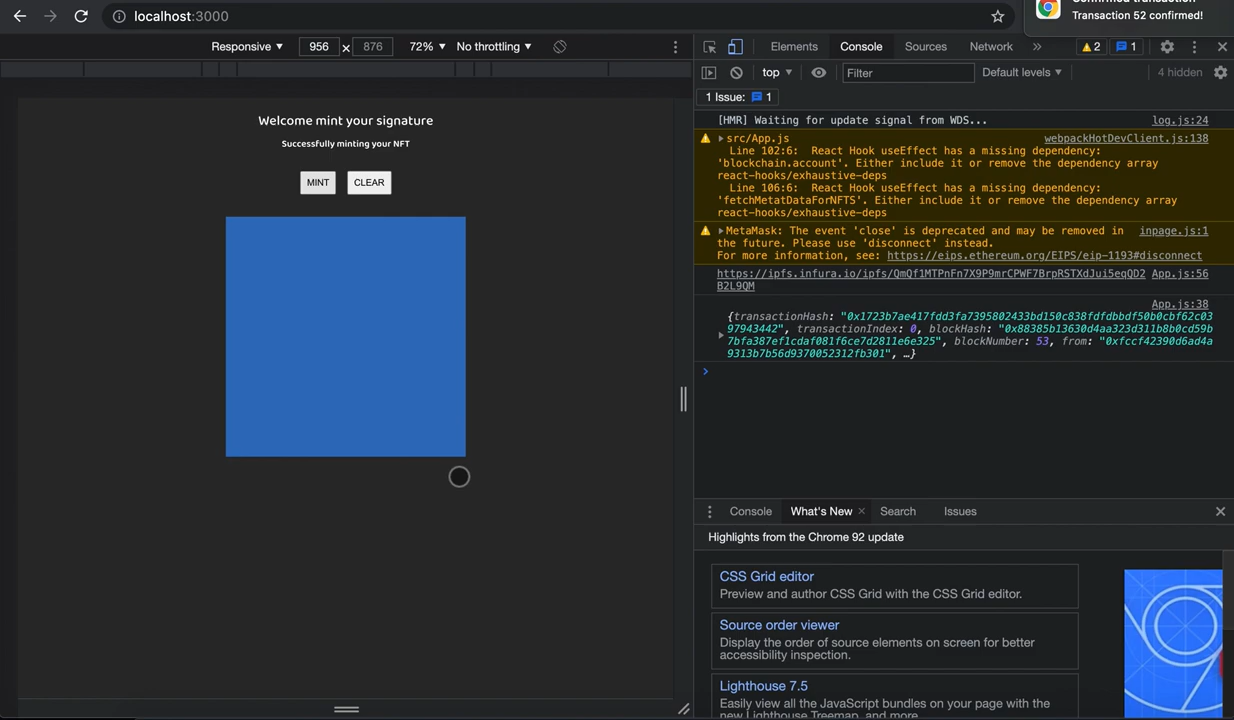 localhost:3000
Confirmed transaction
Transaction 52 confirmed!
Responsive 956 × 876 72% No throttling
Welcome mint your signature
Successfully minting your NFT
MINT CLEAR
Elements Console Sources Network » 2 1
top Filter Default levels 4 hidden
1 Issue: 1
[HMR] Waiting for update signal from WDS... log.js:24
src/App.js webpackHotDevClient.js:138
Line 102:6: React Hook useEffect has a missing dependency:
'blockchain.account'. Either include it or remove the dependency array
react-hooks/exhaustive-deps
Line 106:6: React Hook useEffect has a missing dependency:
'fetchMetatDataForNFTS'. Either include it or remove the dependency array
react-hooks/exhaustive-deps
MetaMask: The event 'close' is deprecated and may be removed in inpage.js:1
the future. Please use 'disconnect' instead.
For more information, see: https://eips.ethereum.org/EIPS/eip-1193#disconnect
https://ipfs.infura.io/ipfs/QmQf1MTPnFn7X9P9mrCPWF7BrpRSTXdJui5eqQD2 App.js:56
B2L9QM
App.js:38
{transactionHash: "0x1723b7ae417fdd3fa7395802433bd150c838fdfdbbdf50b0cbf62c03
97943442", transactionIndex: 0, blockHash: "0x88385b13630d4aa323d311b8b0cd59b
7bfa387ef1cdaf081f6ce7d2811e6e325", blockNumber: 53, from: "0xfccf42390d6ad4a
9313b7b56d9370052312fb301", …}
Console What's New × Search Issues
Highlights from the Chrome 92 update
CSS Grid editor
Preview and author CSS Grid with the CSS Grid editor.
Source order viewer
Display the order of source elements on screen for better
accessibility inspection.
Lighthouse 7.5
Easily view all the JavaScript bundles on your page with the
new Lighthouse Treemap, and more